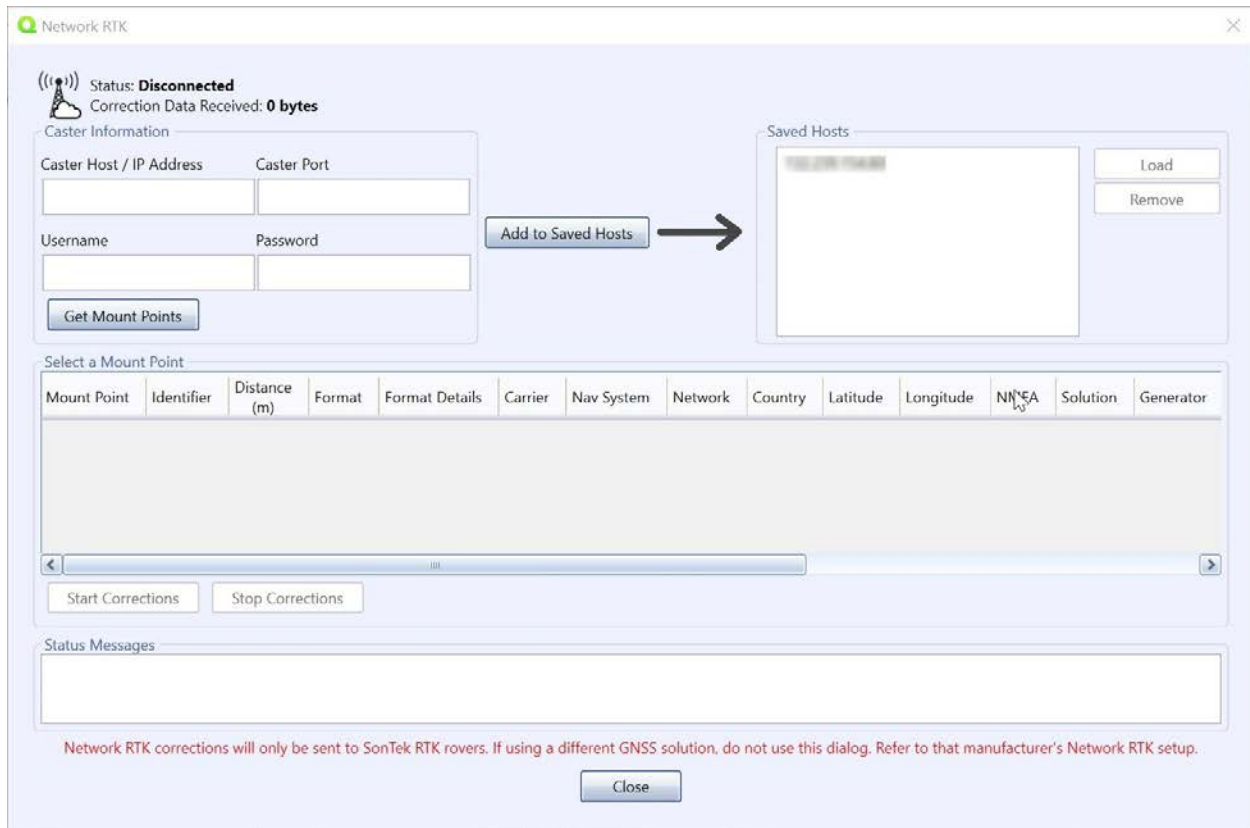 Network RTK
Status: Disconnected
Correction Data Received: 0 bytes
Caster Information
Caster Host / IP Address Caster Port
Username Password
Get Mount Points
Add to Saved Hosts
Saved Hosts
Load
Remove
Select a Mount Point
Mount Point Identifier Distance (m) Format Format Details Carrier Nav System Network Country Latitude Longitude Solution Generator
Start Corrections Stop Corrections
Status Messages
Network RTK corrections will only be sent to SonTek RTK rovers. If using a different GNSS solution, do not use this dialog. Refer to that manufacturer's Network RTK setup.
Close